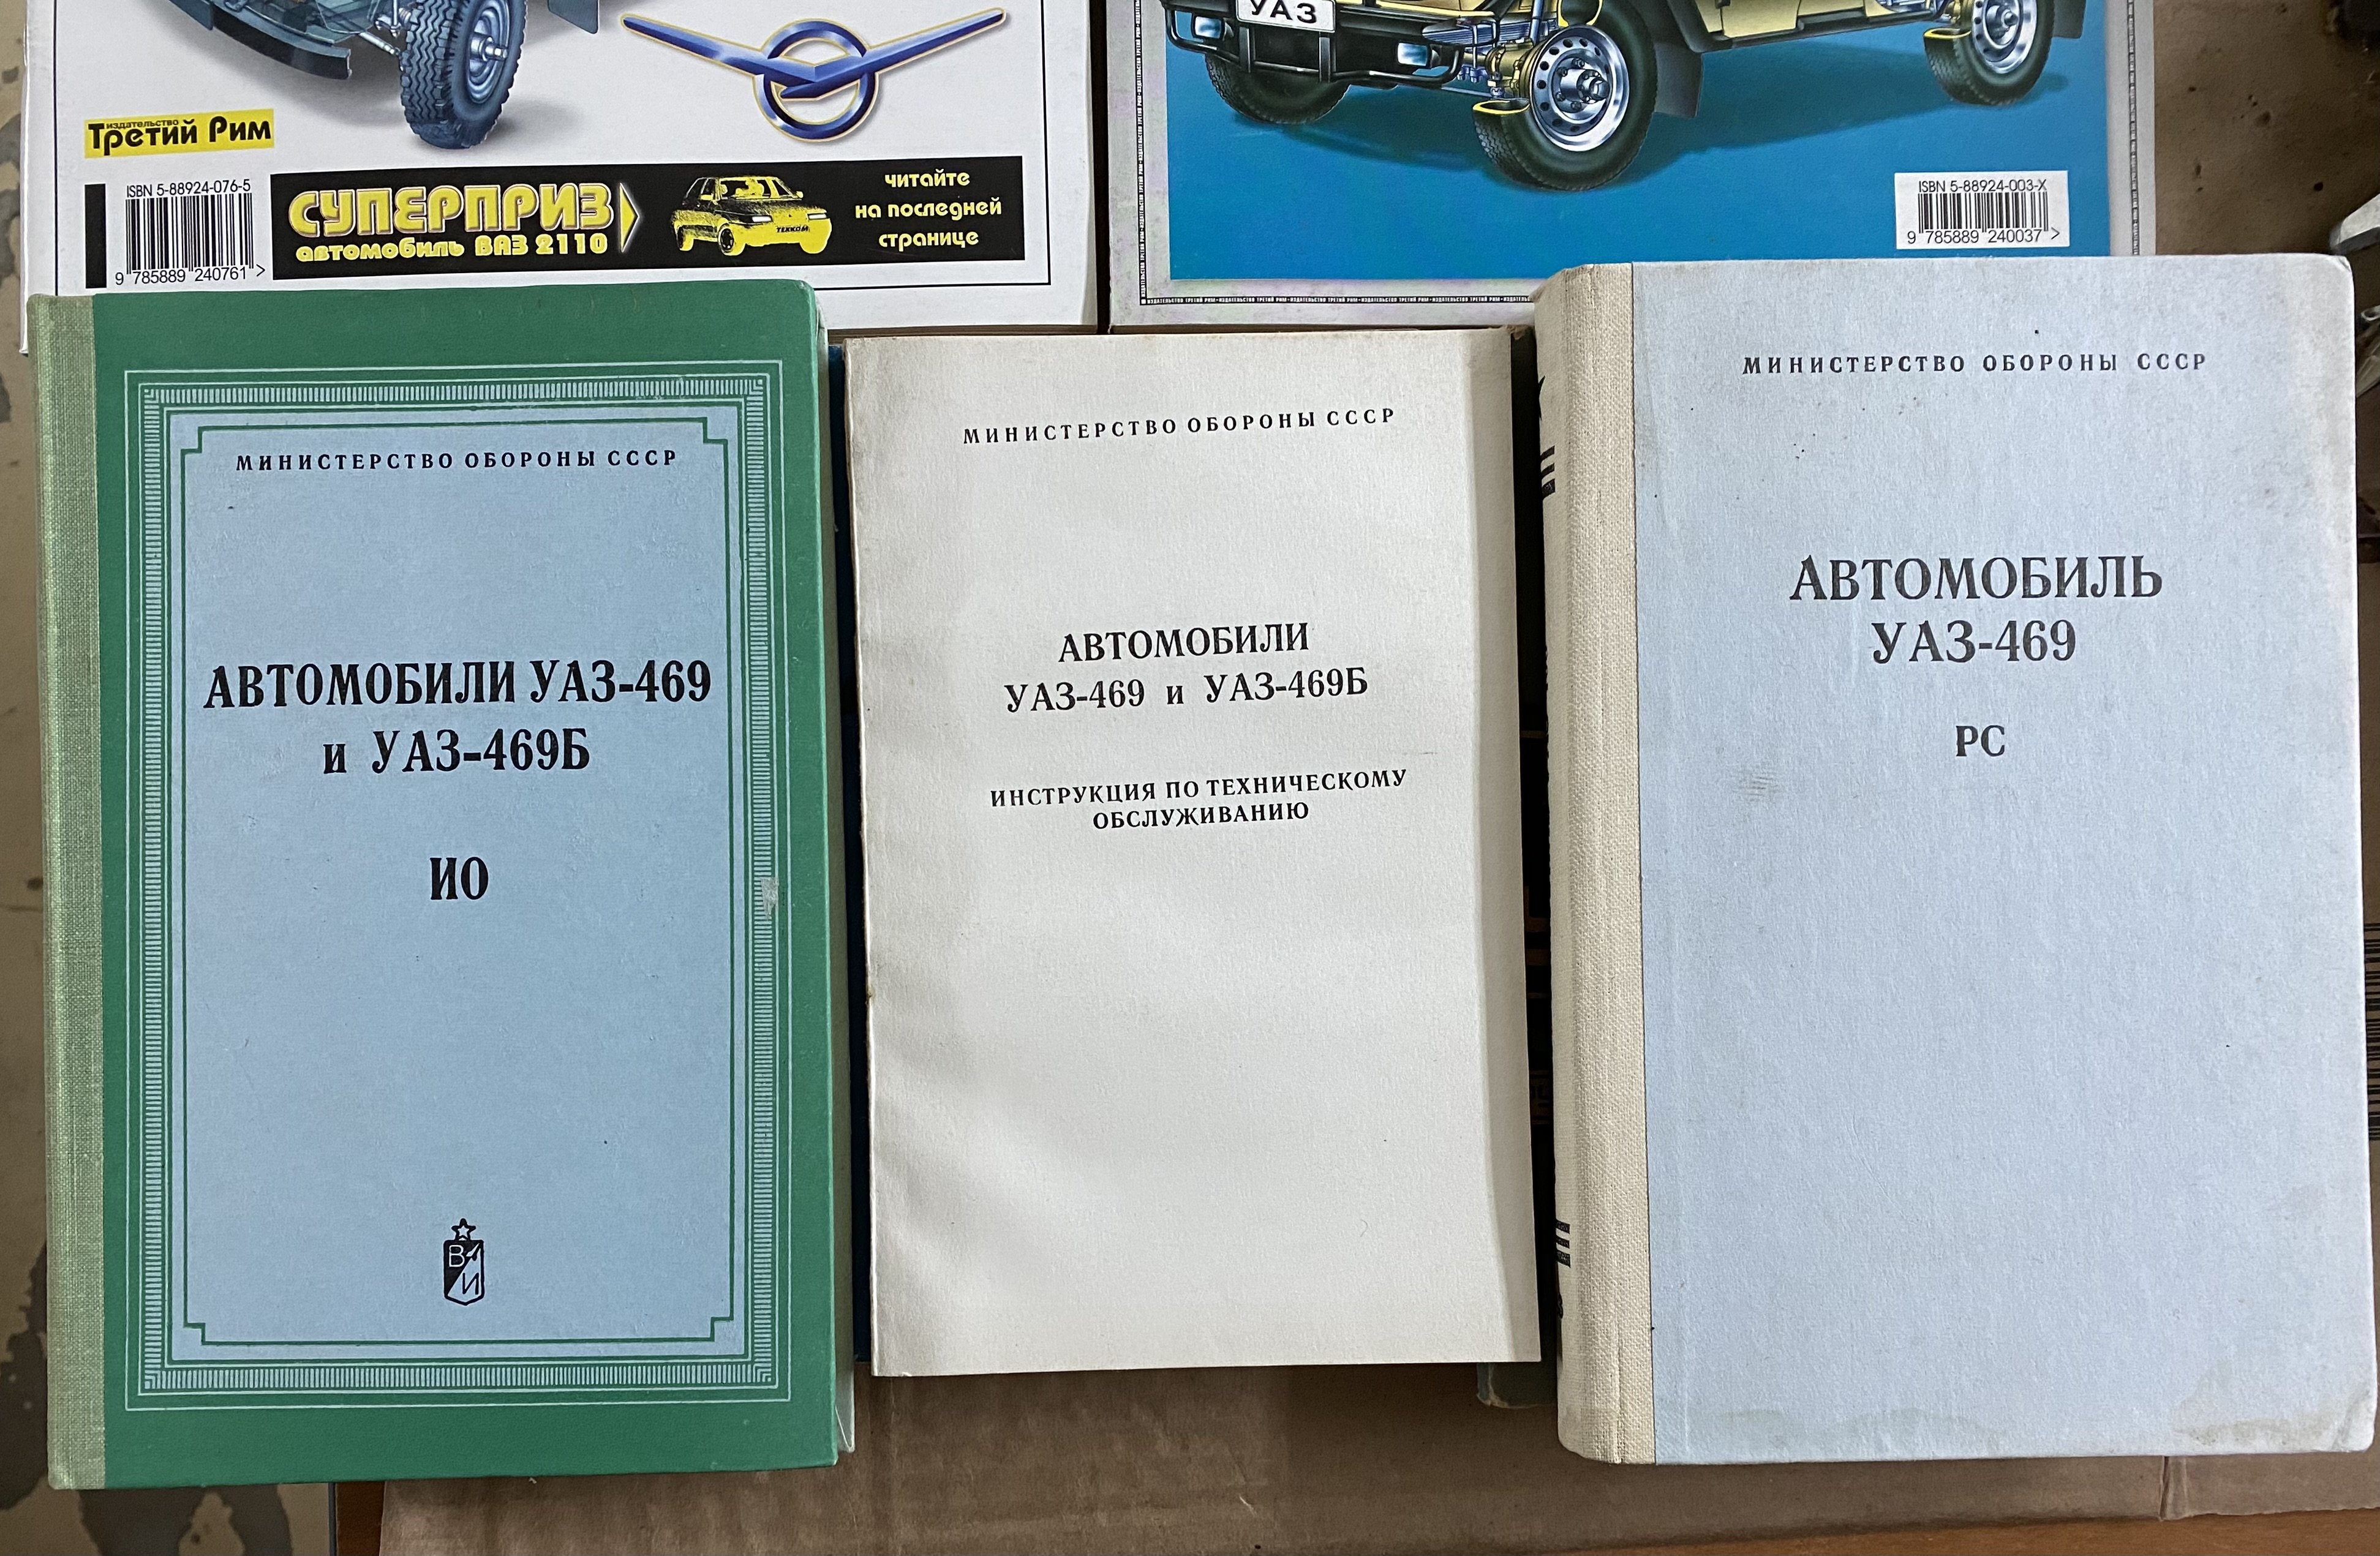 УАЗ
издательство
Третий Рим
ISBN 5-88924-076-5
9 785889 240761 >
СУПЕРПРИЗ
автомобиль ВАЗ 2110
ТЕХКОМ
читайте
на последней
странице
ISBN 5-88924-003-X
9 785889 240037 >
МИНИСТЕРСТВО ОБОРОНЫ СССР
АВТОМОБИЛИ УАЗ-469
и УАЗ-469Б
ИО
В
И
МИНИСТЕРСТВО ОБОРОНЫ СССР
АВТОМОБИЛИ
УАЗ-469 и УАЗ-469Б
ИНСТРУКЦИЯ ПО ТЕХНИЧЕСКОМУ
ОБСЛУЖИВАНИЮ
МИНИСТЕРСТВО ОБОРОНЫ СССР
АВТОМОБИЛЬ
УАЗ-469
РС